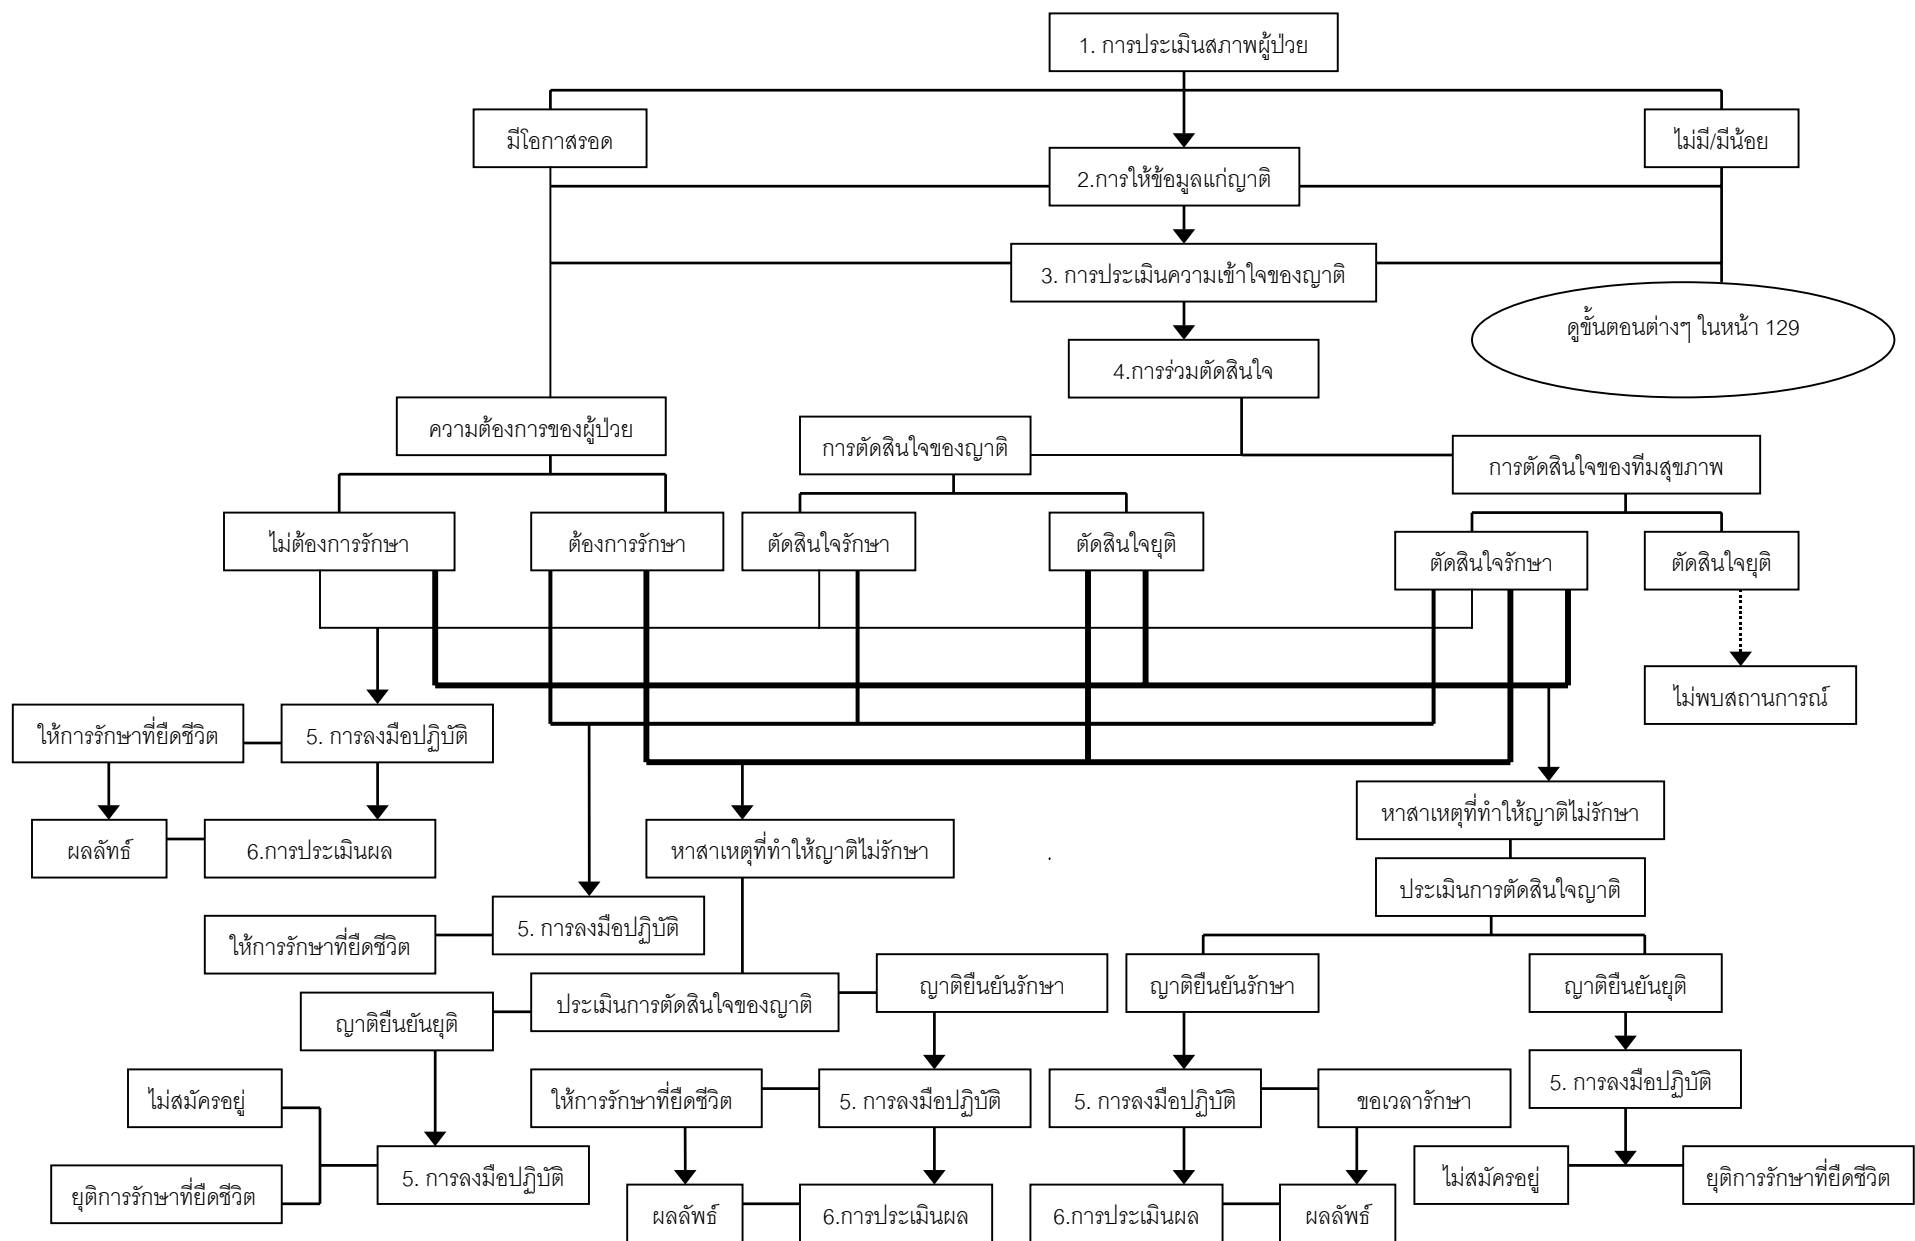 1. การประเมินสภาพผู้ป่วย
มีโอกาสรอด
ไม่มี/มีน้อย
2.การให้ข้อมูลแก่ญาติ
3. การประเมินความเข้าใจของญาติ
ดูขั้นตอนต่างๆ ในหน้า 129
4.การร่วมตัดสินใจ
ความต้องการของผู้ป่วย
การตัดสินใจของญาติ
การตัดสินใจของทีมสุขภาพ
ไม่ต้องการรักษา
ต้องการรักษา
ตัดสินใจรักษา
ตัดสินใจยุติ
ตัดสินใจรักษา
ตัดสินใจยุติ
ไม่พบสถานการณ์
ให้การรักษาที่ยืดชีวิต
5. การลงมือปฏิบัติ
หาสาเหตุที่ทำให้ญาติไม่รักษา
ผลลัทธ์
6.การประเมินผล
หาสาเหตุที่ทำให้ญาติไม่รักษา
.
ประเมินการตัดสินใจญาติ
ให้การรักษาที่ยืดชีวิต
5. การลงมือปฏิบัติ
ญาติยืนยันยุติ
ประเมินการตัดสินใจของญาติ
ญาติยืนยันรักษา
ญาติยืนยันรักษา
ญาติยืนยันยุติ
ไม่สมัครอยู่
ให้การรักษาที่ยืดชีวิต
5. การลงมือปฏิบัติ
5. การลงมือปฏิบัติ
ขอเวลารักษา
5. การลงมือปฏิบัติ
ยุติการรักษาที่ยืดชีวิต
5. การลงมือปฏิบัติ
ไม่สมัครอยู่
ยุติการรักษาที่ยืดชีวิต
ผลลัพธ์
6.การประเมินผล
6.การประเมินผล
ผลลัพธ์